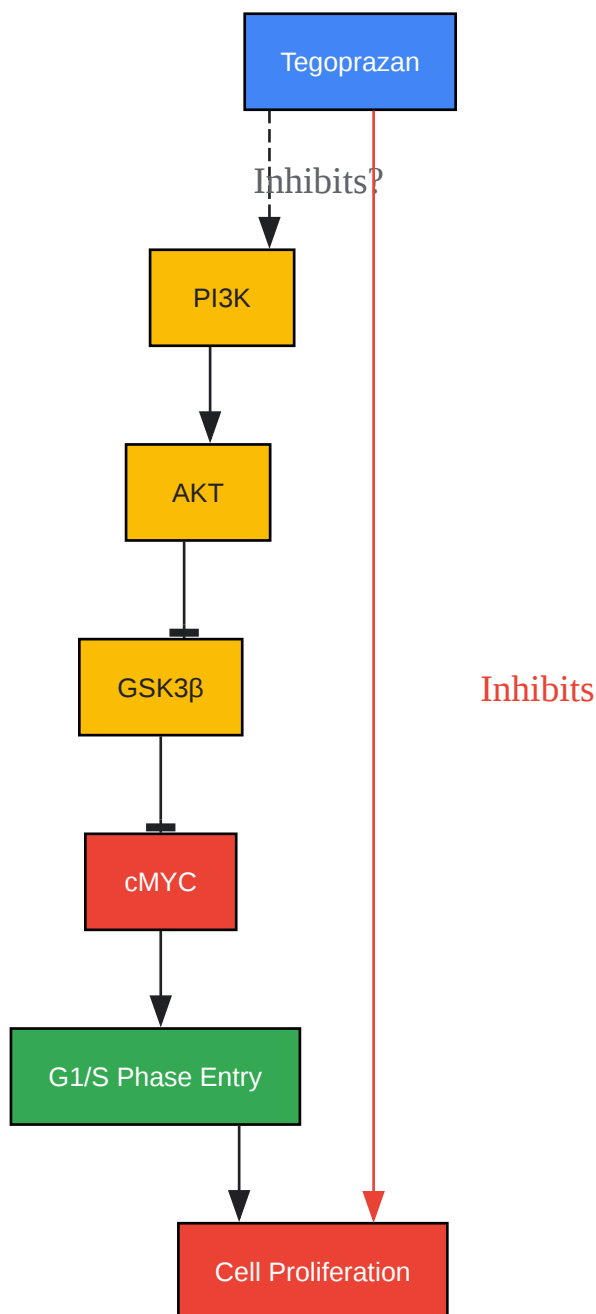 Tegoprazan
Inhibits?
PI3K
AKT
GSK3β
Inhibits
cMYC
G1/S Phase Entry
Cell Proliferation